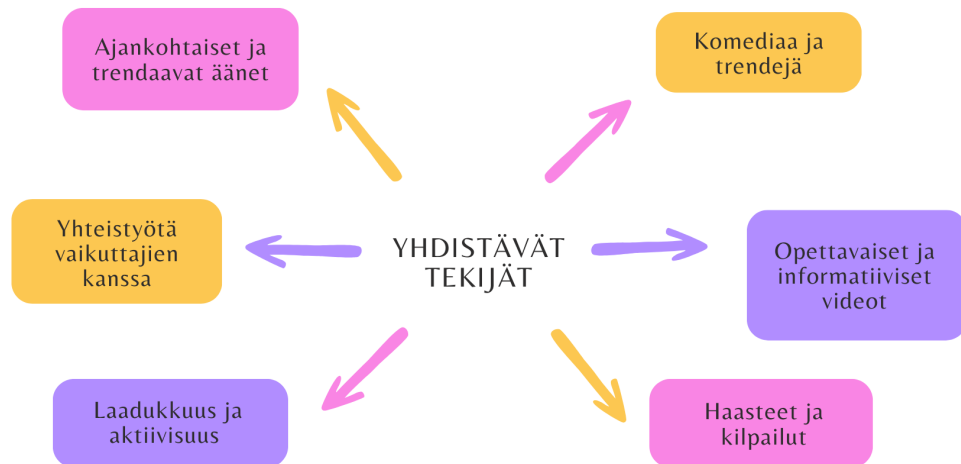 Ajankohtaiset ja
trendaavat äänet
Komediaa ja
trendejä
Yhteistyötä
vaikuttajien
kanssa
YHDISTÄVÄT
TEKIJÄT
Opettavaiset ja
informatiiviset
videot
Laadukkuus ja
aktiivisuus
Haasteet ja
kilpailut